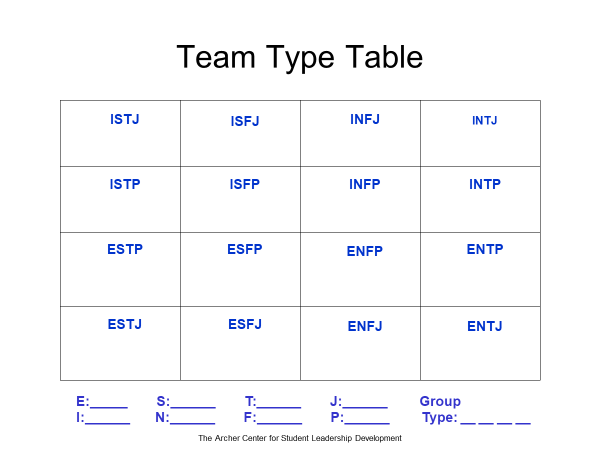 Team Type Table
ISTJ ISFJ INFJ INTJ
ISTP ISFP INFP INTP
ESTP ESFP ENFP ENTP
ESTJ ESFJ ENFJ ENTJ
E:_____ S:______ T:_____ J:______ Group
I:______ N:______ F:______ P:______ Type: __ __ __ __
The Archer Center for Student Leadership Development